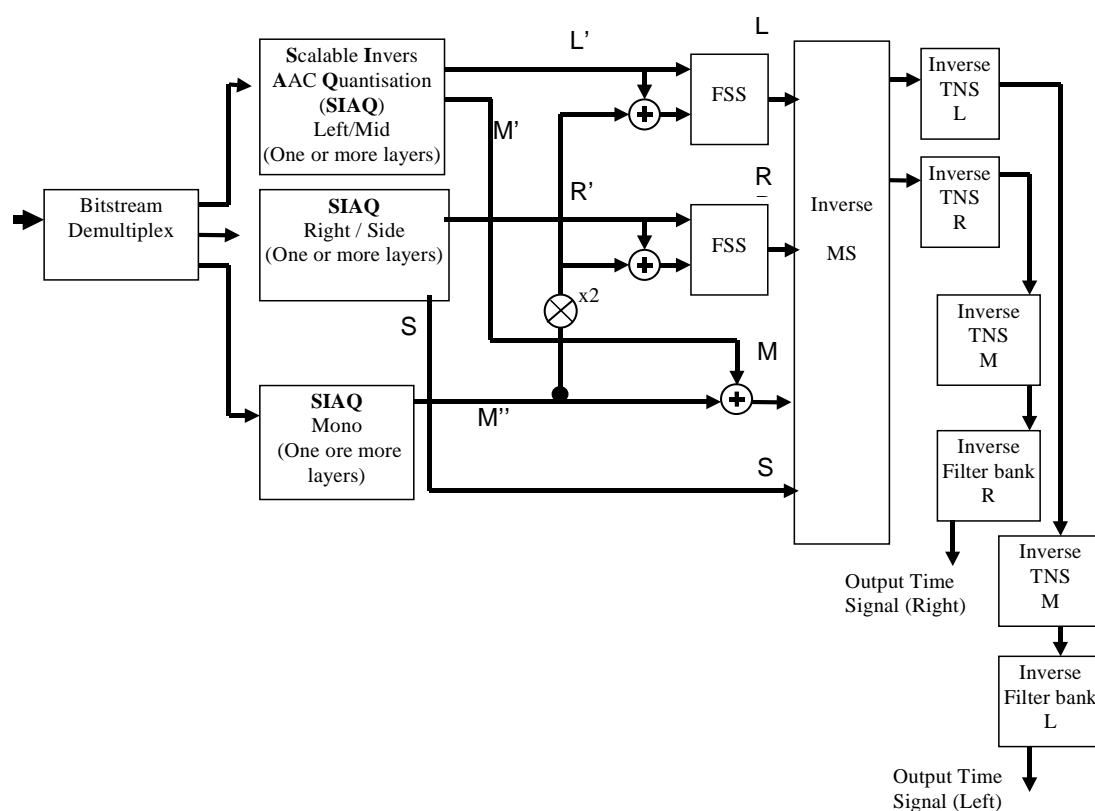 Bitstream
Demultiplex
Scalable Invers
AAC Quantisation
(SIAQ)
Left/Mid
(One or more layers)
SIAQ
Right / Side
(One or more layers)
SIAQ
Mono
(One ore more
layers)
L’
M’
R’
S
M’’
x2
L
FSS
R
FSS
M
S
Inverse
MS
Inverse
TNS
L
Inverse
TNS
R
Inverse
TNS
M
Inverse
Filter bank
R
Output Time
Signal (Right)
Inverse
TNS
M
Inverse
Filter bank
L
Output Time
Signal (Left)